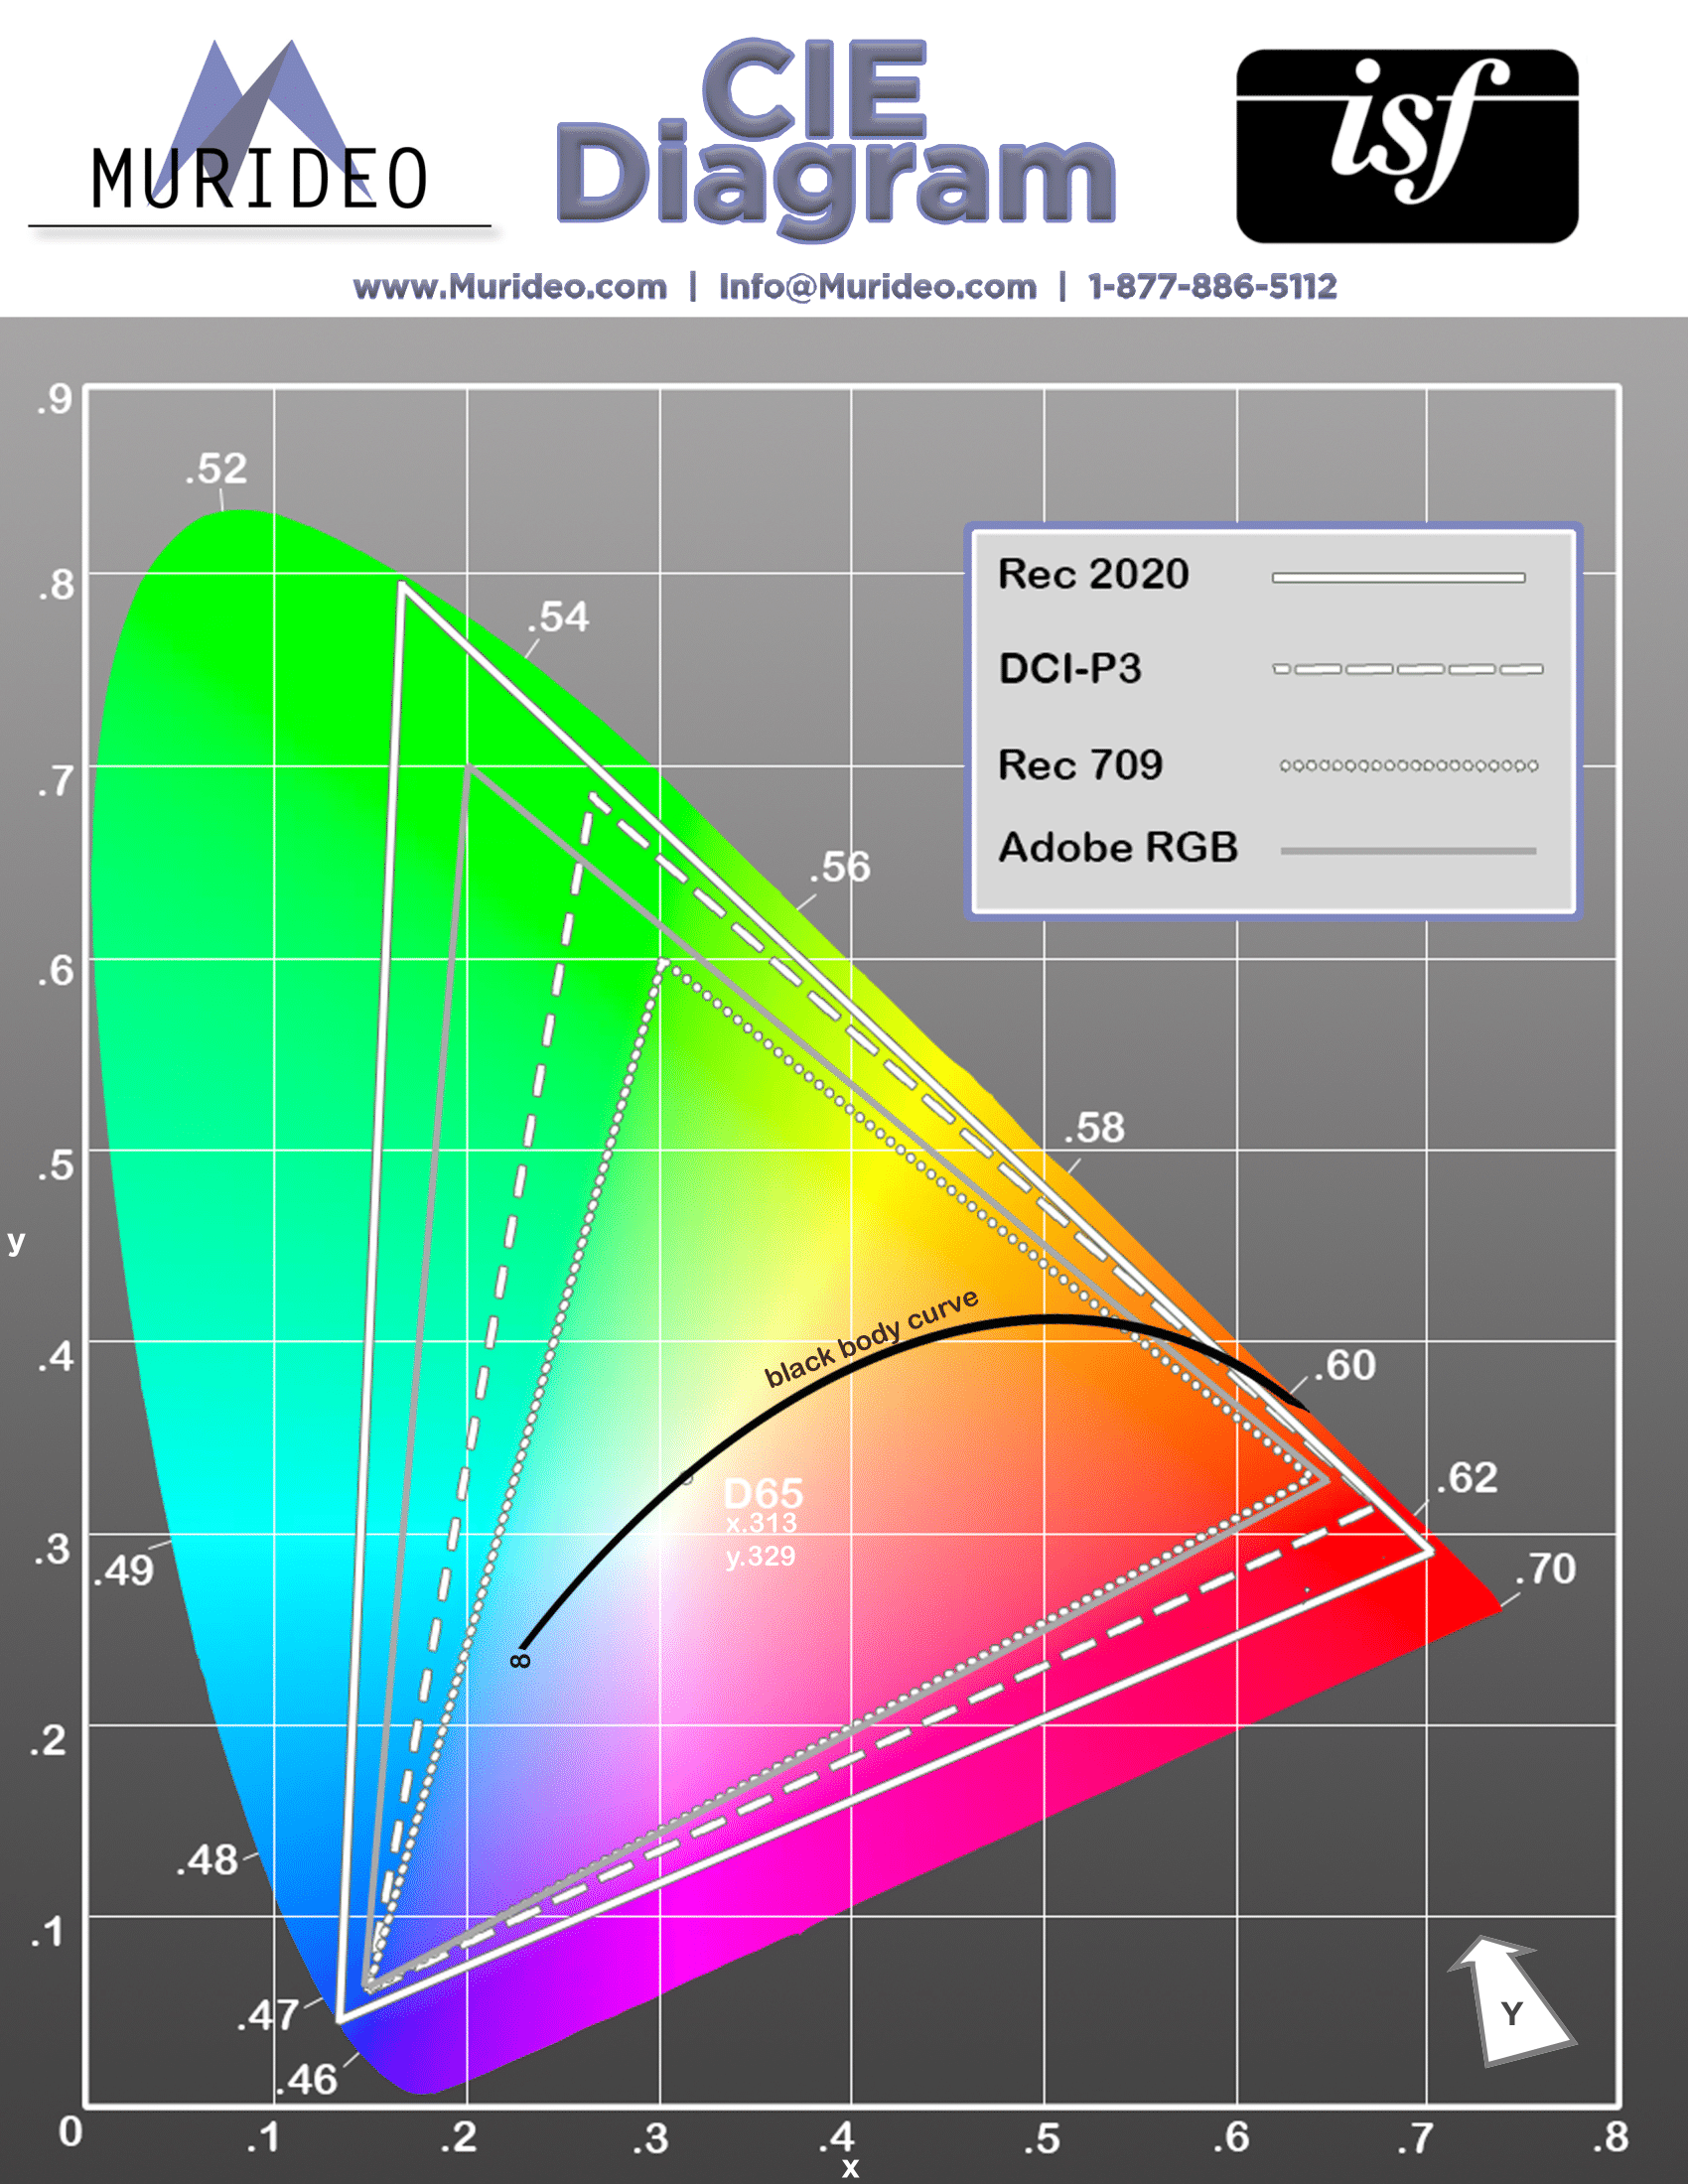 MURIDEO
CIE
Diagram
isf
www.Murideo.com | Info@Murideo.com | 1-877-886-5112
.9
.52
.8
.54
Rec 2020
DCI-P3
.7
Rec 709
Adobe RGB
.56
.6
.58
.5
y
black body curve
.4
.60
.62
D65
x.313
.3
y.329
.49
.70
∞
.2
.48
.1
.47
Y
.46
0
.1
.2
.3
.4
.5
.6
.7
.8
x